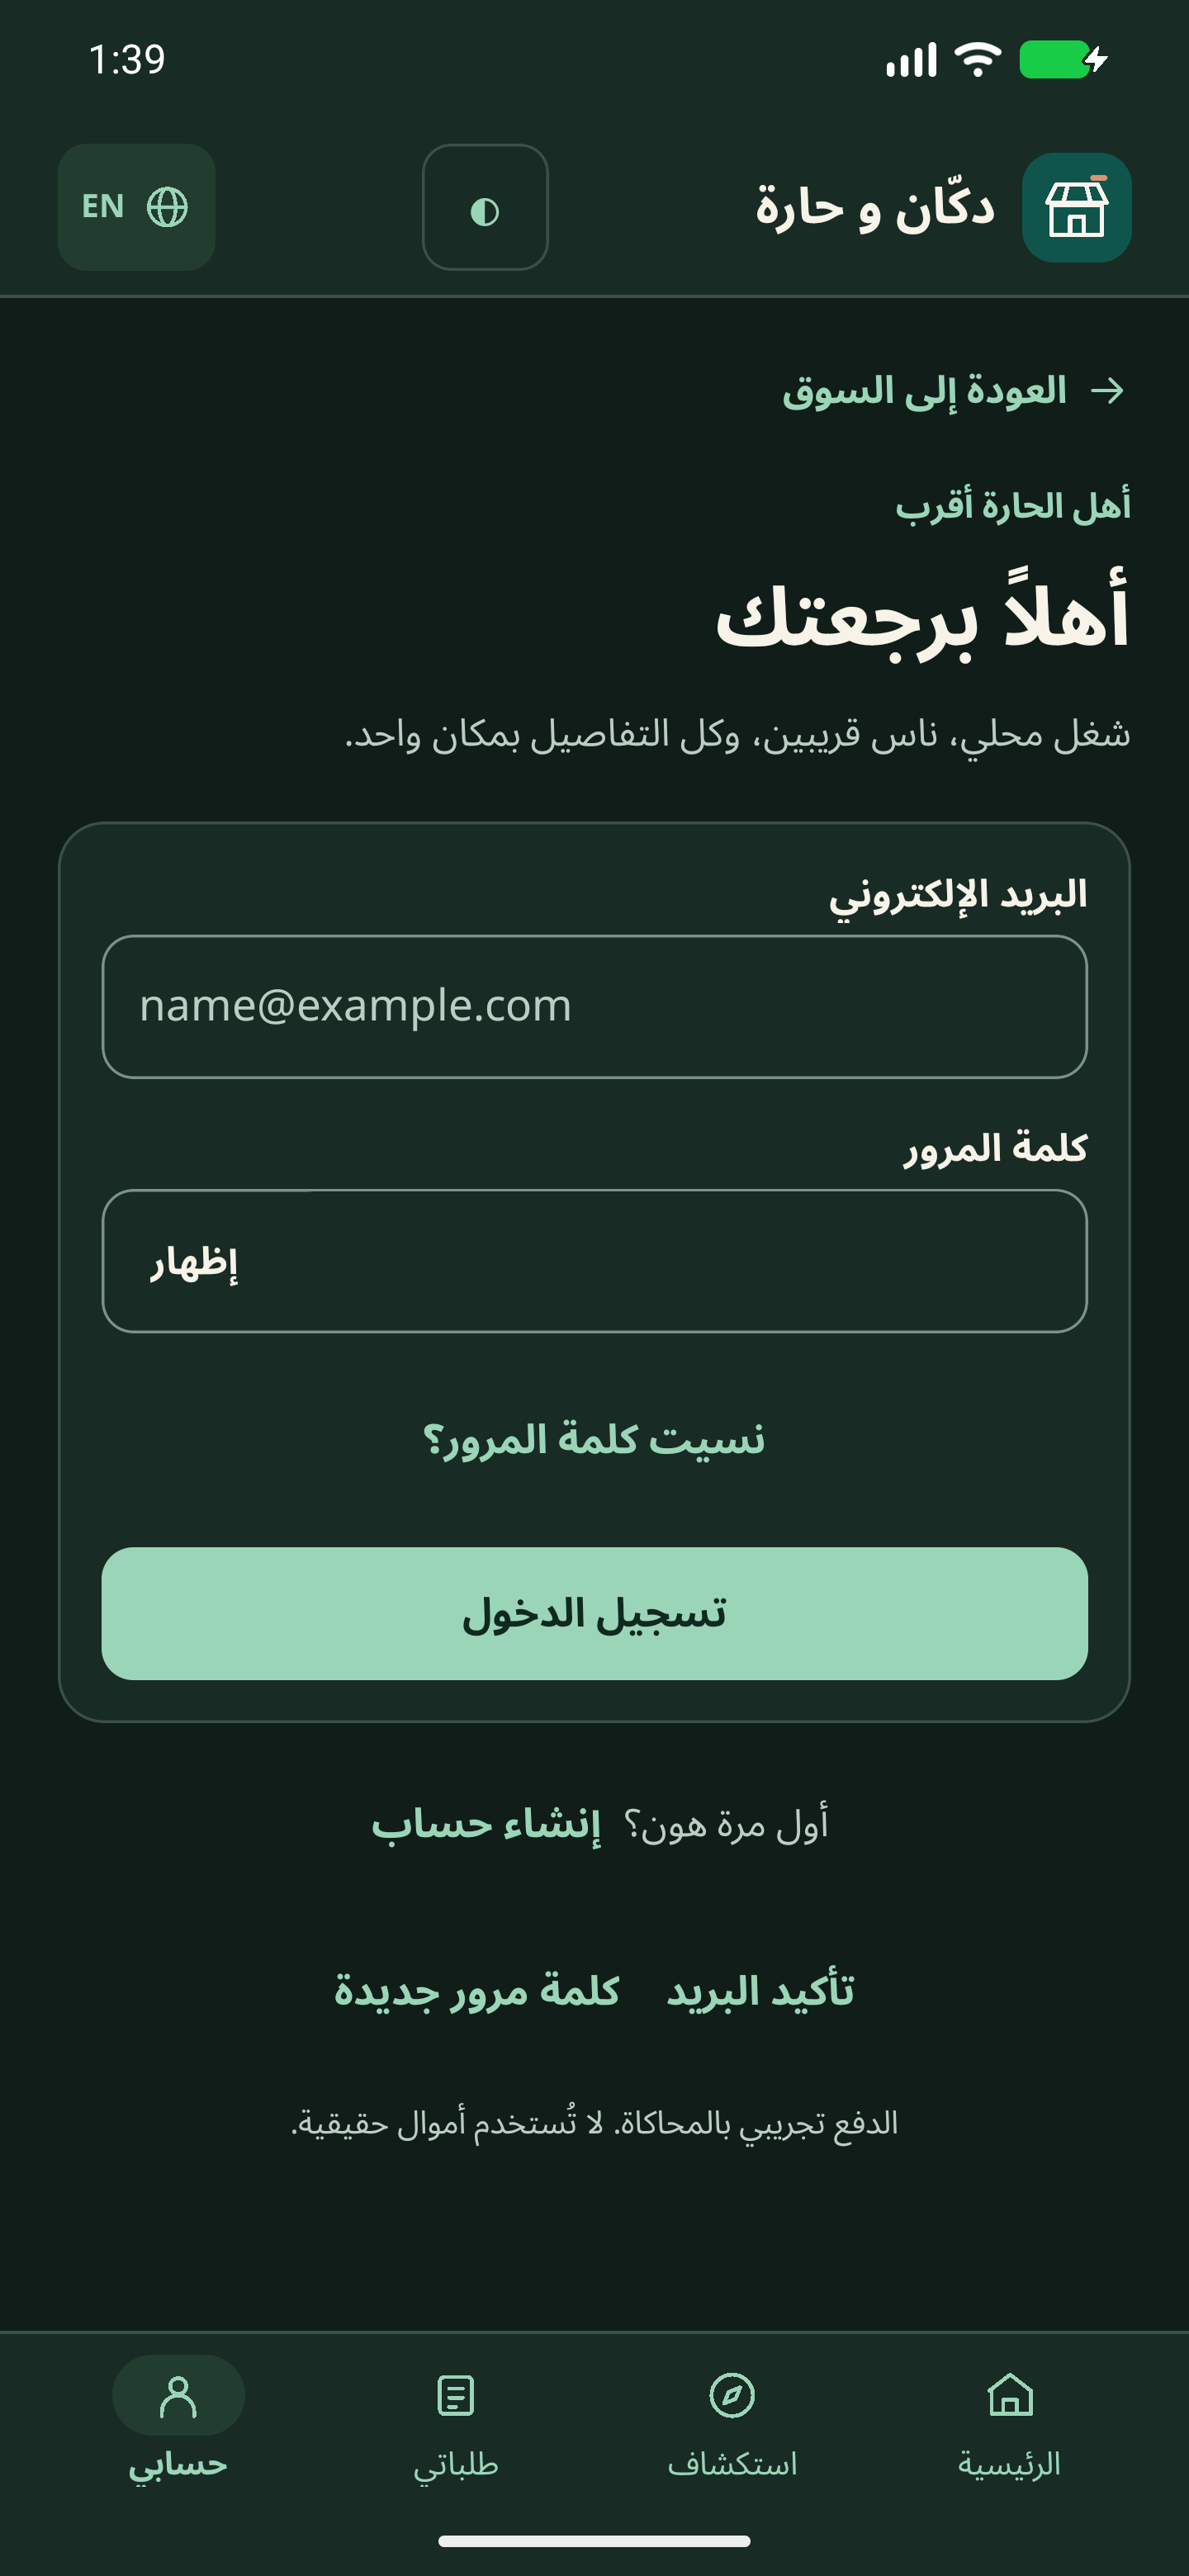 1:39
دكّان و حارة
EN
العودة إلى السوق
أهل الحارة أقرب
أهلاً برجعتك
شغل محلي، ناس قريبين، وكل التفاصيل بمكان واحد.
البريد الإلكتروني
name@example.com
كلمة المرور
إظهار
نسيت كلمة المرور؟
تسجيل الدخول
أول مرة هون؟ إنشاء حساب
تأكيد البريد كلمة مرور جديدة
الدفع تجريبي بالمحاكاة. لا تُستخدم أموال حقيقية.
الرئيسية استكشاف طلباتي حسابي